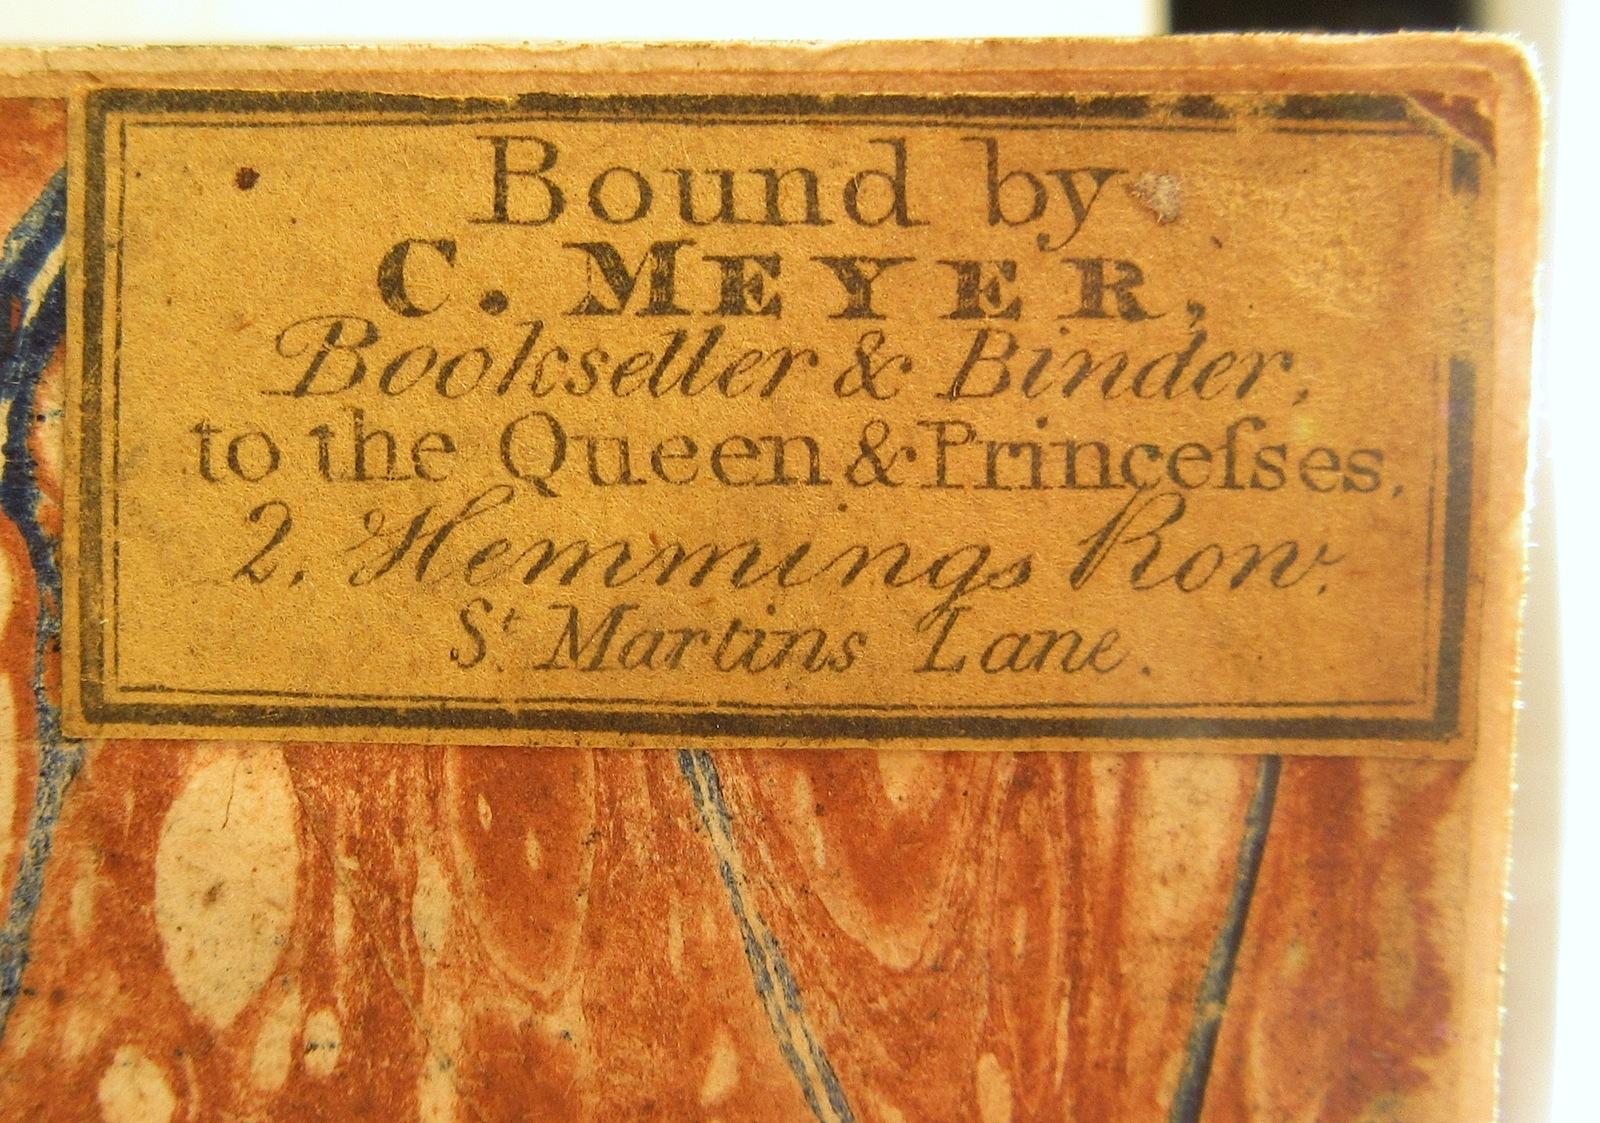 Bound by
C. MEYER,
Bookseller & Binder,
to the Queen & Princeſses,
2, Hemmings Row,
St Martins Lane.